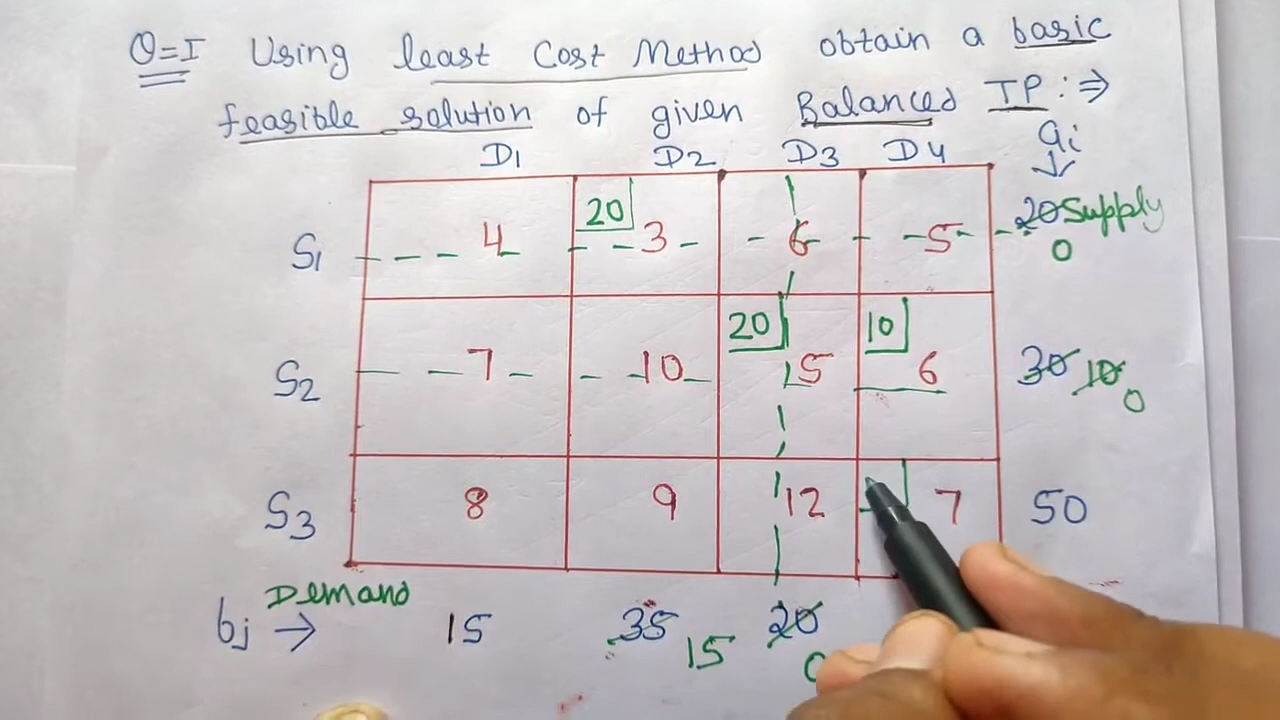 Q=1 Using least Cost Method obtain a basic
feasible solution of given Balanced TP :⇒
D1 D2 D3 D4 ai ↓
S1 4 20 3 6 5 20 Supply
0
S2 7 10 20 5 10 6 30 10 0
S3 8 9 12 7 50
Demand
bj → 15 35 15 20